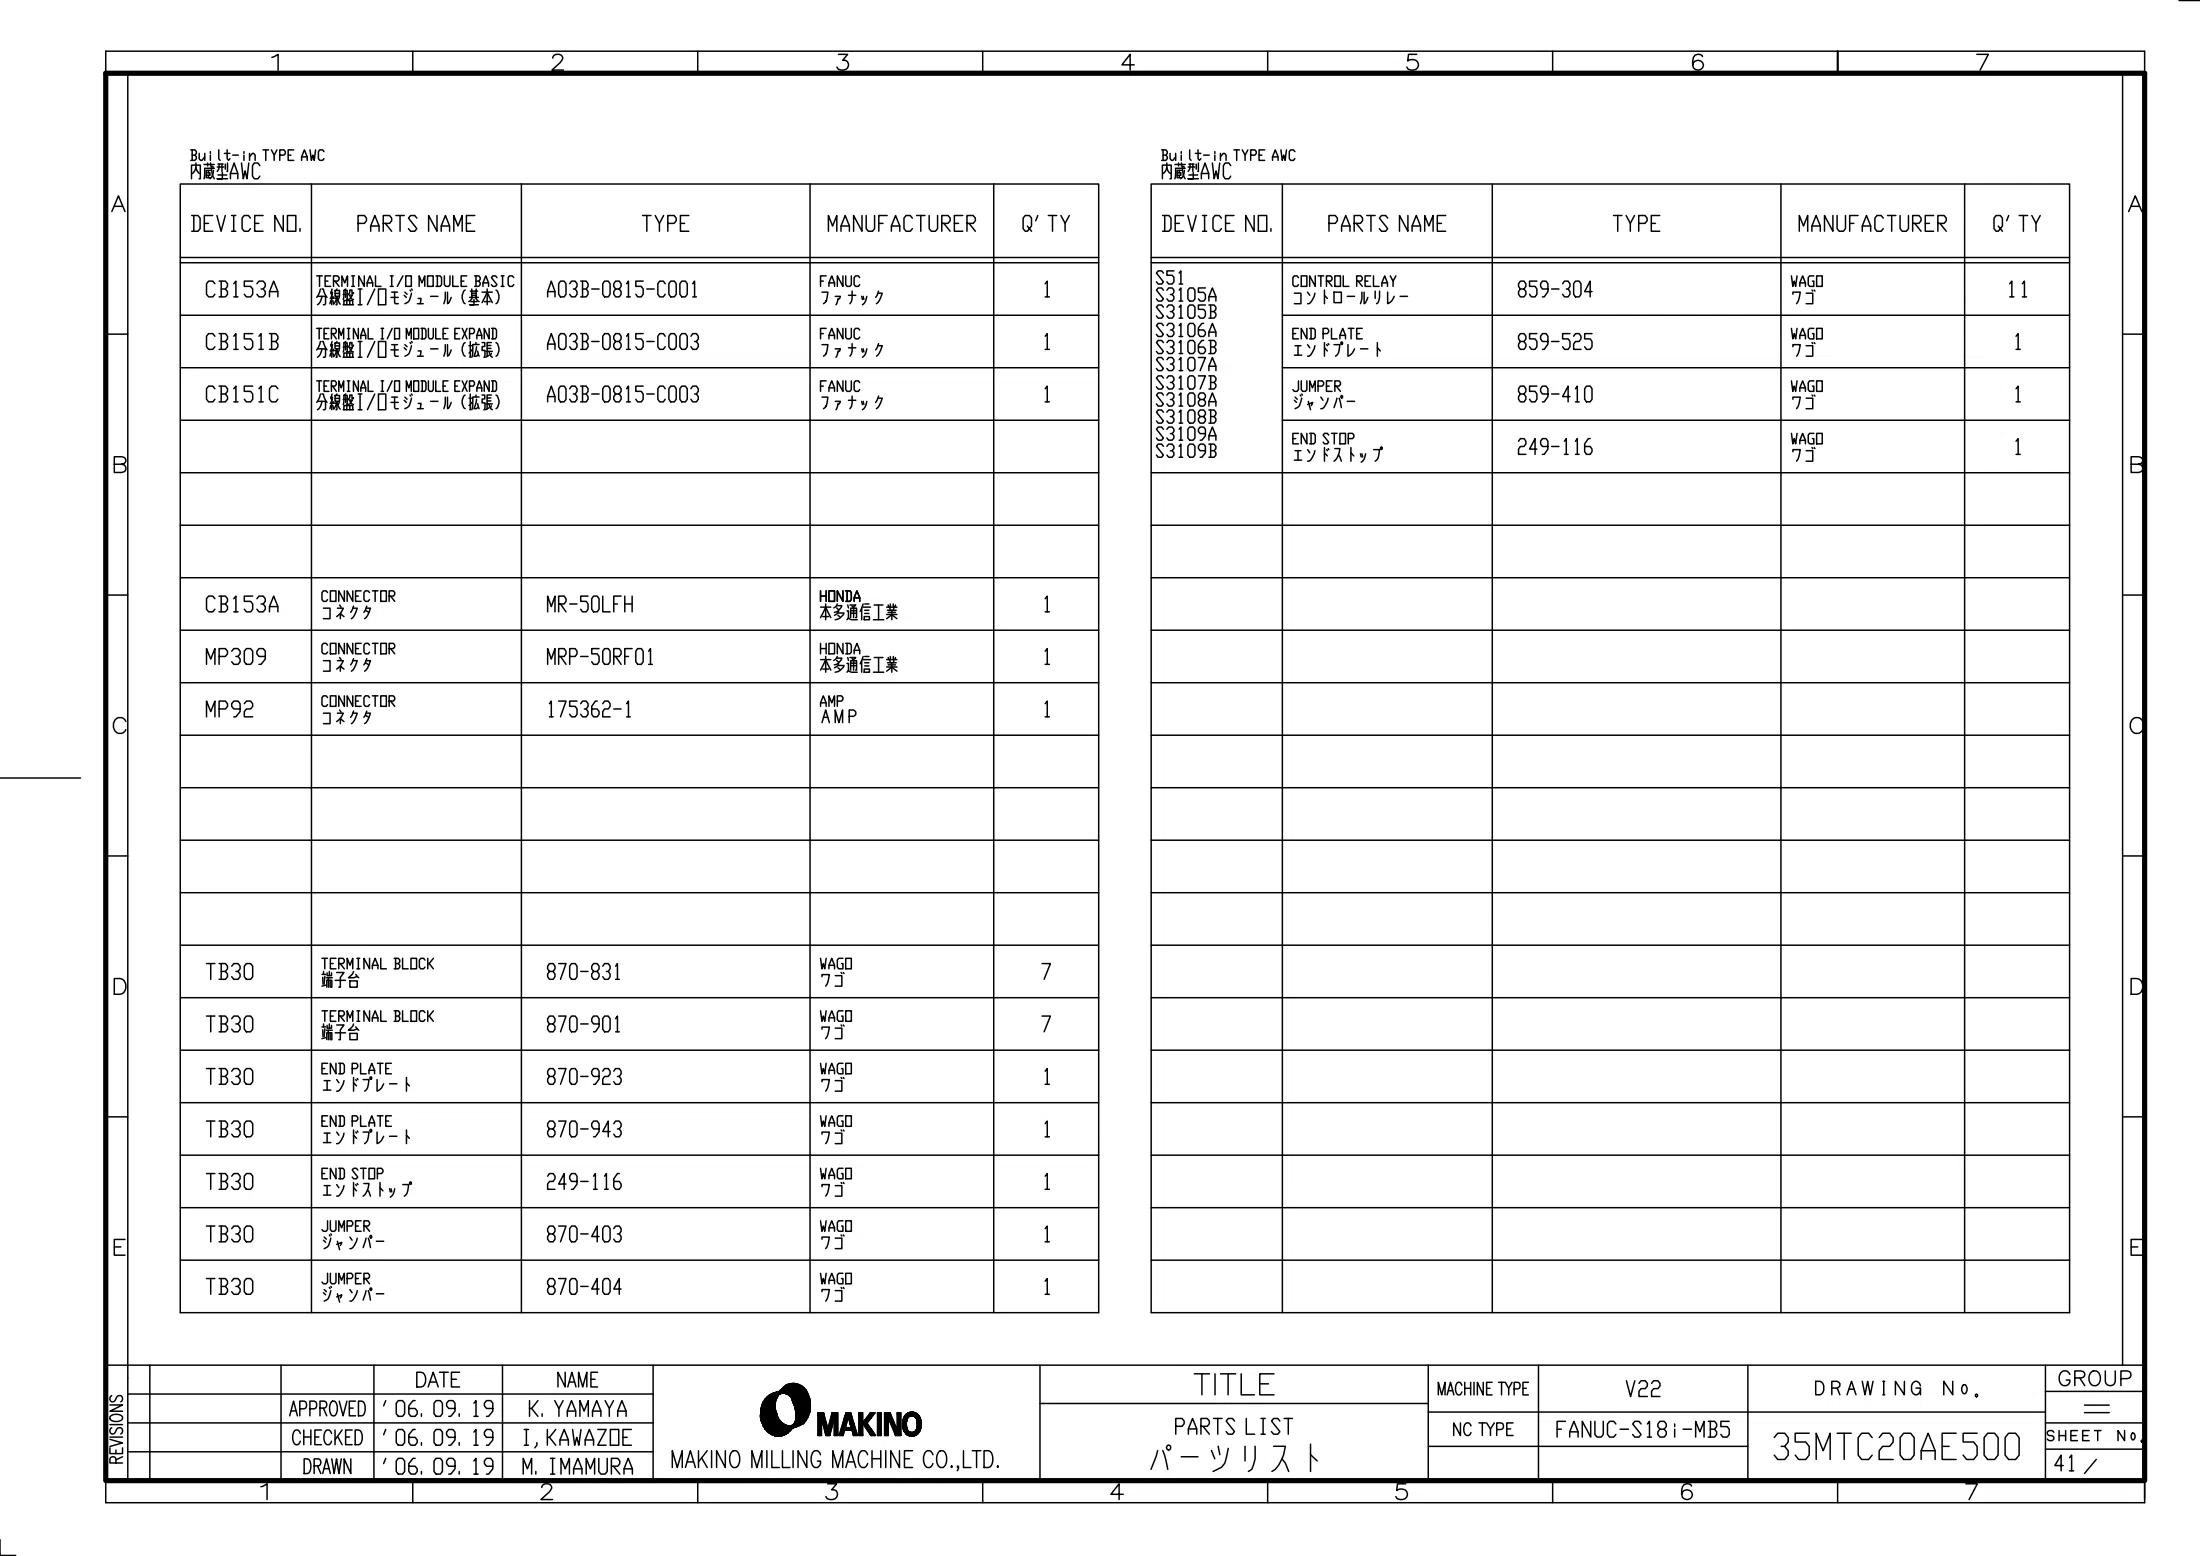 1 2 3 4 5 6 7
A
B
C
D
E
Built-in TYPE AWC
内蔵型AWC
DEVICE NO. PARTS NAME TYPE MANUFACTURER Q'TY
CB153A TERMINAL I/O MODULE BASIC A03B-0815-C001 FANUC 1
分線盤I/Oモジュール(基本) ファナック
CB151B TERMINAL I/O MODULE EXPAND A03B-0815-C003 FANUC 1
分線盤I/Oモジュール(拡張) ファナック
CB151C TERMINAL I/O MODULE EXPAND A03B-0815-C003 FANUC 1
分線盤I/Oモジュール(拡張) ファナック
CB153A CONNECTOR MR-50LFH HONDA 1
コネクタ 本多通信工業
MP309 CONNECTOR MRP-50RF01 HONDA 1
コネクタ 本多通信工業
MP92 CONNECTOR 175362-1 AMP 1
コネクタ AMP
TB30 TERMINAL BLOCK 870-831 WAGO 7
端子台 ワゴ
TB30 TERMINAL BLOCK 870-901 WAGO 7
端子台 ワゴ
TB30 END PLATE 870-923 WAGO 1
エンドプレート ワゴ
TB30 END PLATE 870-943 WAGO 1
エンドプレート ワゴ
TB30 END STOP 249-116 WAGO 1
エンドストップ ワゴ
TB30 JUMPER 870-403 WAGO 1
ジャンパー ワゴ
TB30 JUMPER 870-404 WAGO 1
ジャンパー ワゴ
Built-in TYPE AWC
内蔵型AWC
DEVICE NO. PARTS NAME TYPE MANUFACTURER Q'TY
S51
S3105A
S3105B
S3106A
S3106B
S3107A
S3107B
S3108A
S3108B
S3109A
S3109B
CONTROL RELAY 859-304 WAGO 11
コントロールリレー ワゴ
END PLATE 859-525 WAGO 1
エンドプレート ワゴ
JUMPER 859-410 WAGO 1
ジャンパー ワゴ
END STOP 249-116 WAGO 1
エンドストップ ワゴ
A
B
C
D
E
REVISIONS
DATE NAME
APPROVED '06.09.19 K. YAMAYA
CHECKED '06.09.19 I,KAWAZOE
DRAWN '06.09.19 M. IMAMURA
MAKINO
MAKINO MILLING MACHINE CO.,LTD.
TITLE
PARTS LIST
パーツリスト
MACHINE TYPE V22
NC TYPE FANUC-S18i-MB5
DRAWING No.
35MTC20AE500
GROUP
=
SHEET No.
41/
1 2 3 4 5 6 7